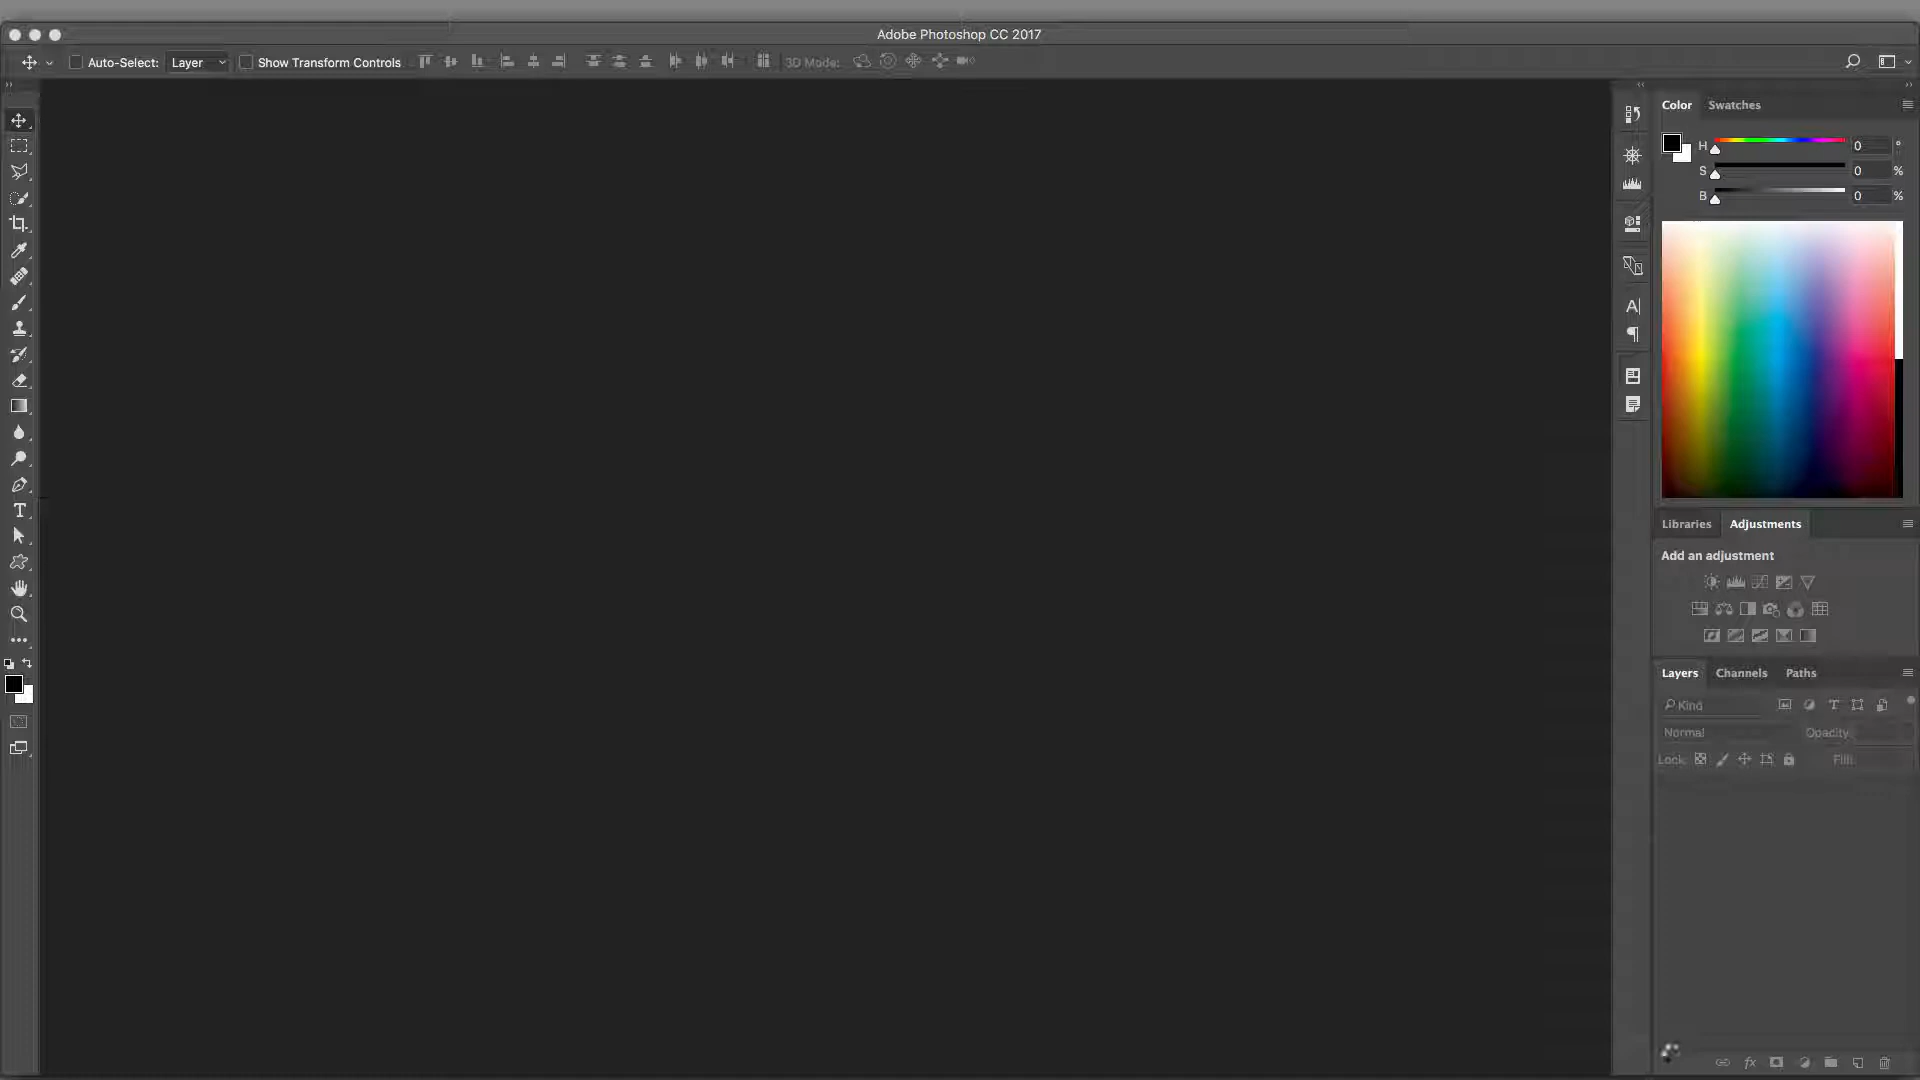 Adobe Photoshop CC 2017
Auto-Select: Layer Show Transform Controls 3D Mode:
Color Swatches
H 0 °
S 0 %
B 0 %
Libraries Adjustments
Add an adjustment
Layers Channels Paths
Kind
Normal Opacity
Lock: Fill:
fx